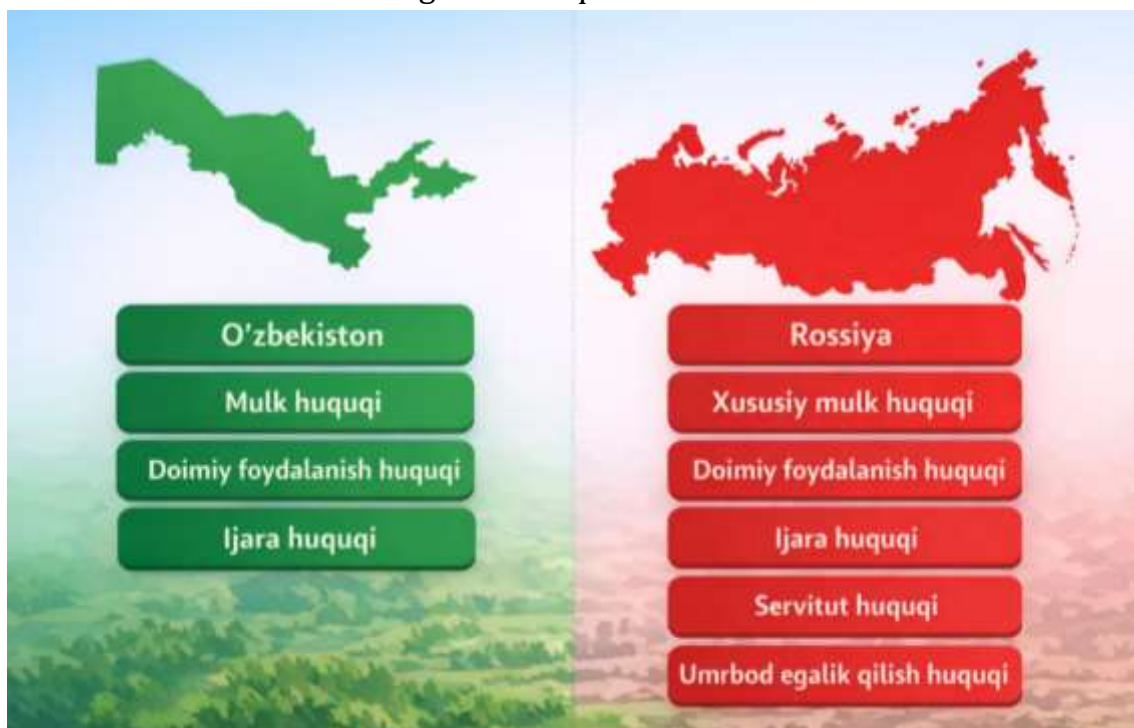 O'zbekiston
Mulk huquqi
Doimiy foydalanish huquqi
Ijara huquqi
Rossiya
Xususiy mulk huquqi
Doimiy foydalanish huquqi
Ijara huquqi
Servitut huquqi
Umrbod egalik qilish huquqi